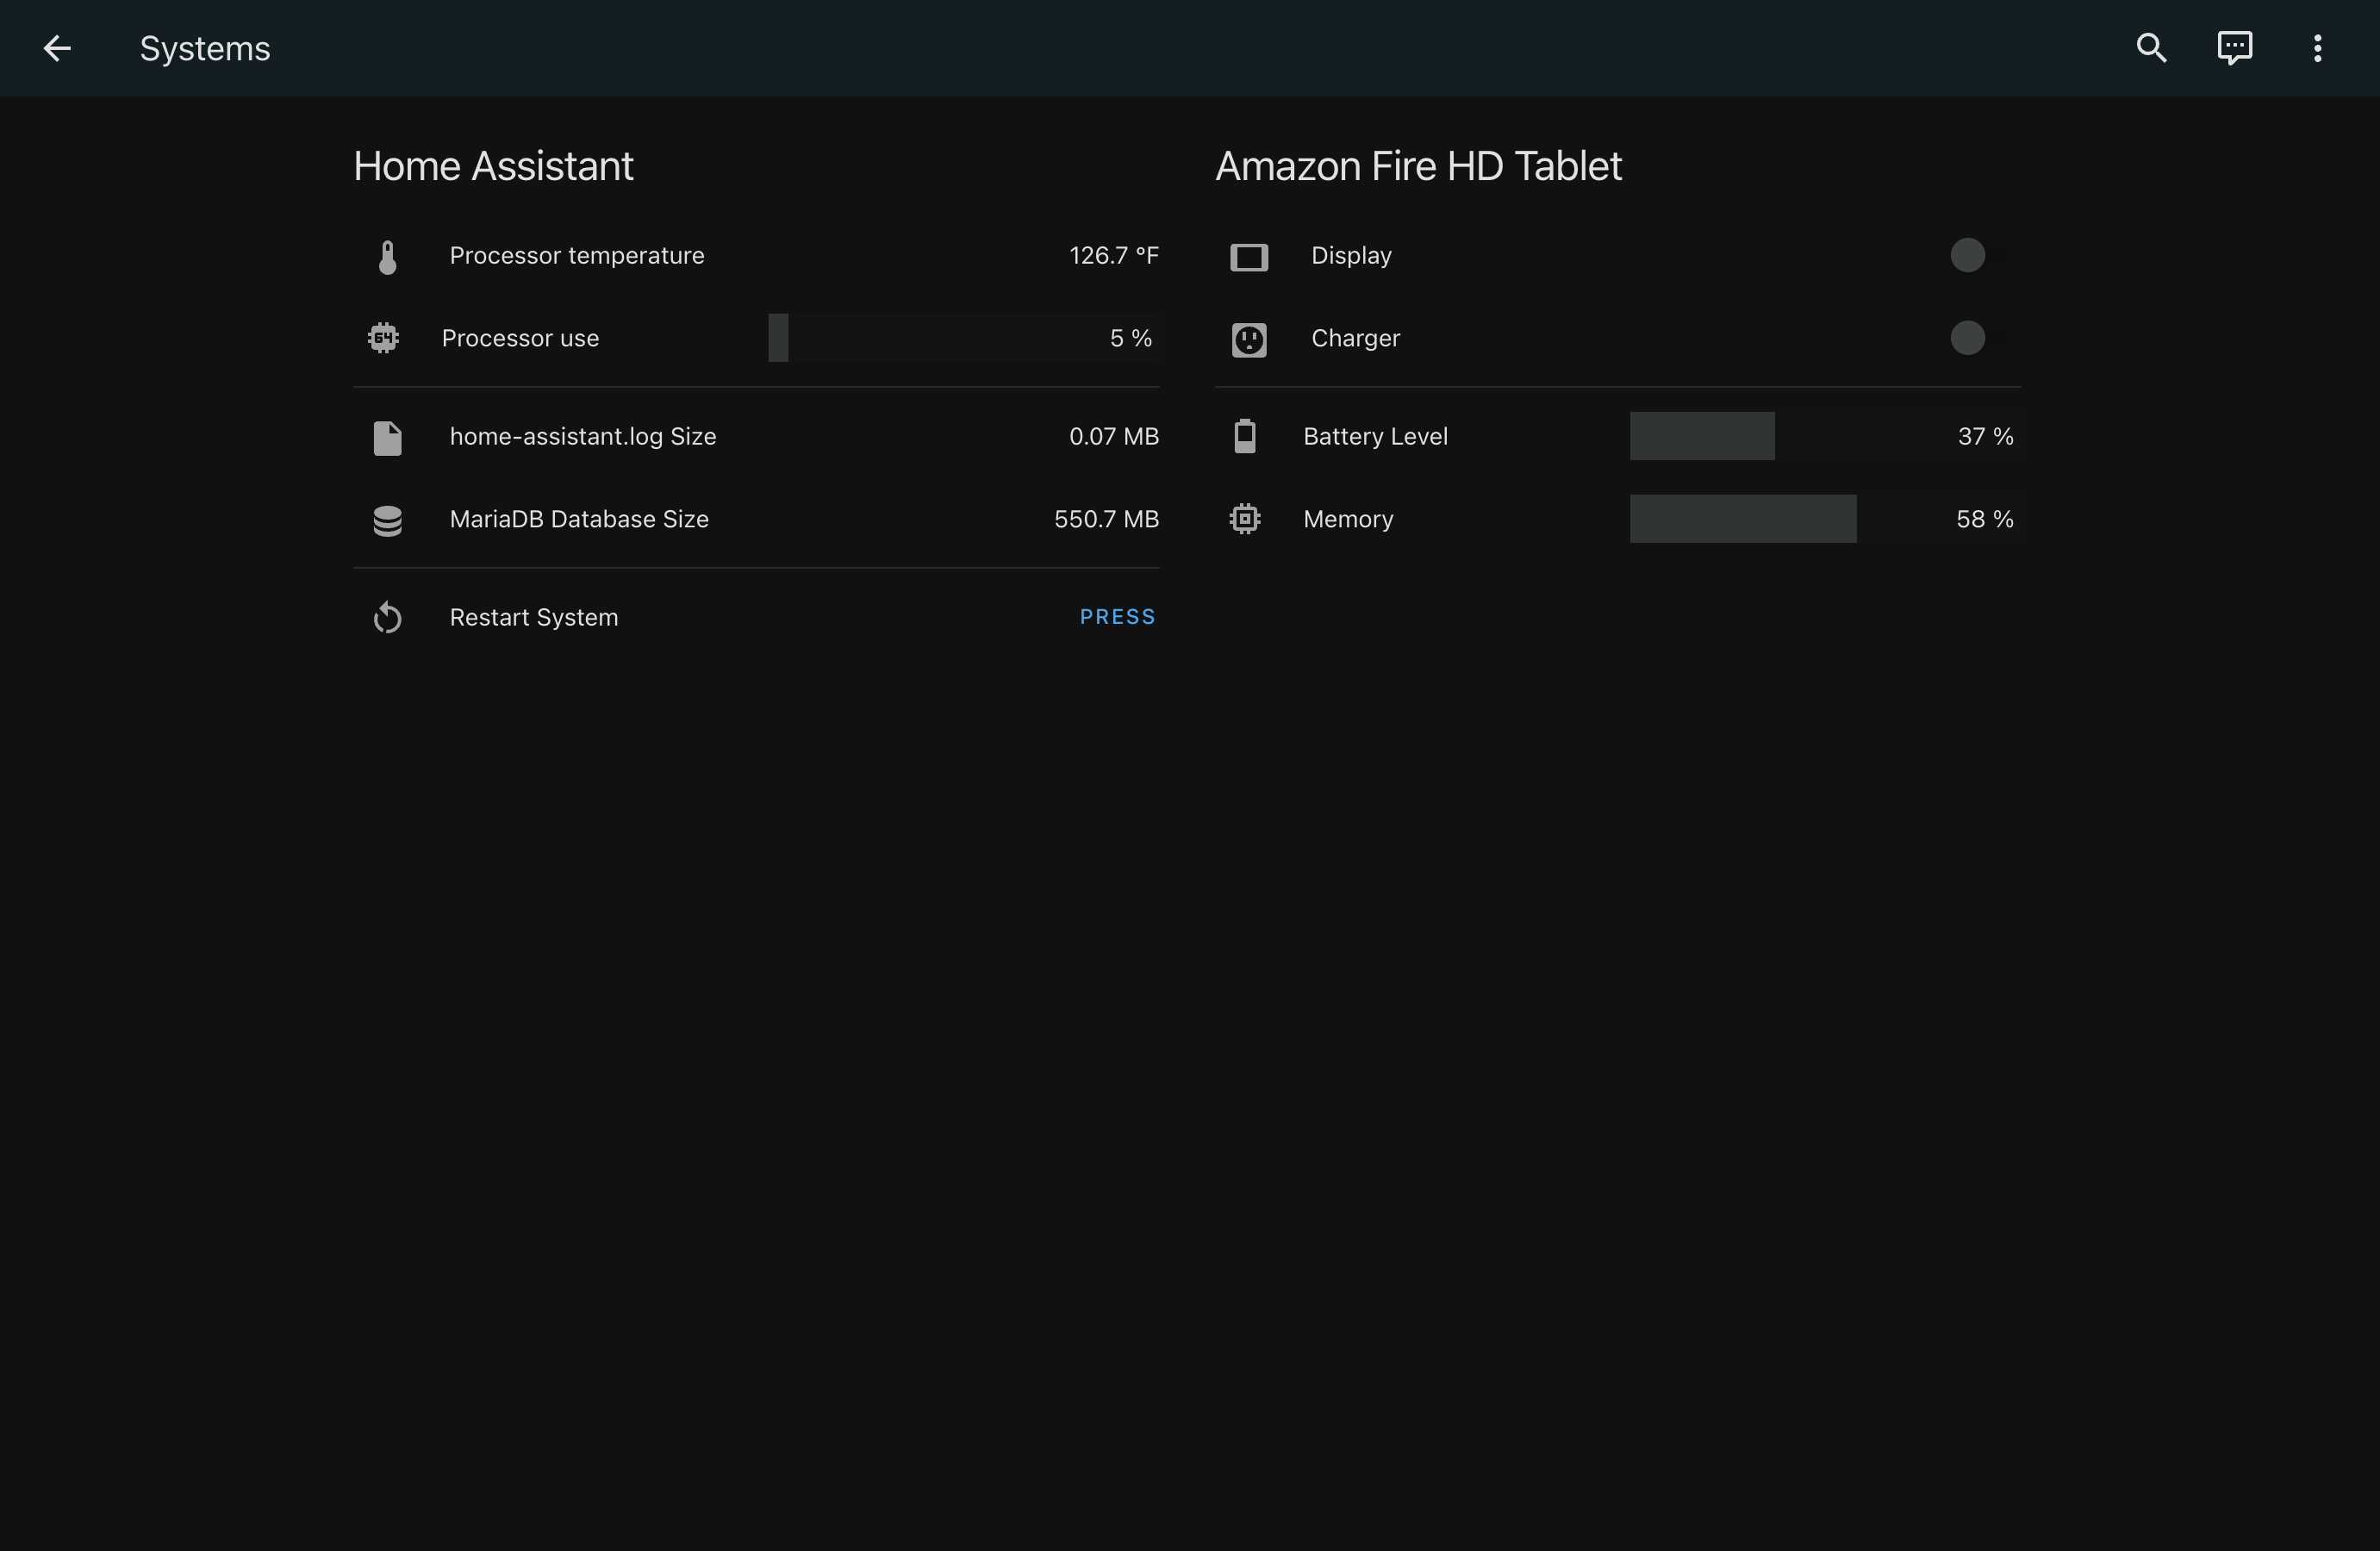 Systems
Home Assistant
Processor temperature 126.7 °F
64 Processor use 5 %
home-assistant.log Size 0.07 MB
MariaDB Database Size 550.7 MB
Restart System PRESS
Amazon Fire HD Tablet
Display
Charger
Battery Level 37 %
Memory 58 %